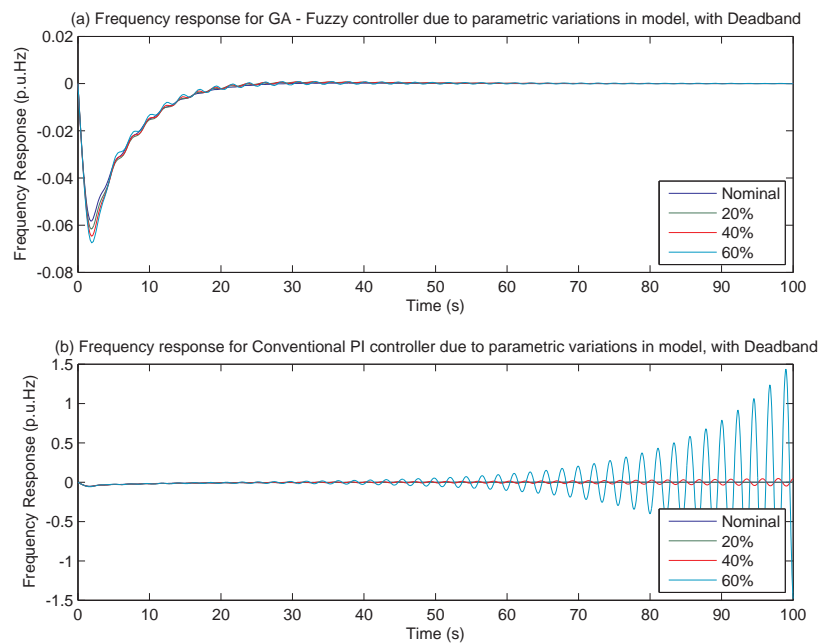 (a) Frequency response for GA - Fuzzy controller due to parametric variations in model, with Deadband
0.02
0
-0.02
-0.04
-0.06
-0.08
Frequency Response (p.u.Hz)
0 10 20 30 40 50 60 70 80 90 100
Time (s)
Nominal
20%
40%
60%
(b) Frequency response for Conventional PI controller due to parametric variations in model, with Deadband
1.5
1
0.5
0
-0.5
-1
-1.5
Frequency Response (p.u.Hz)
0 10 20 30 40 50 60 70 80 90 100
Time (s)
Nominal
20%
40%
60%